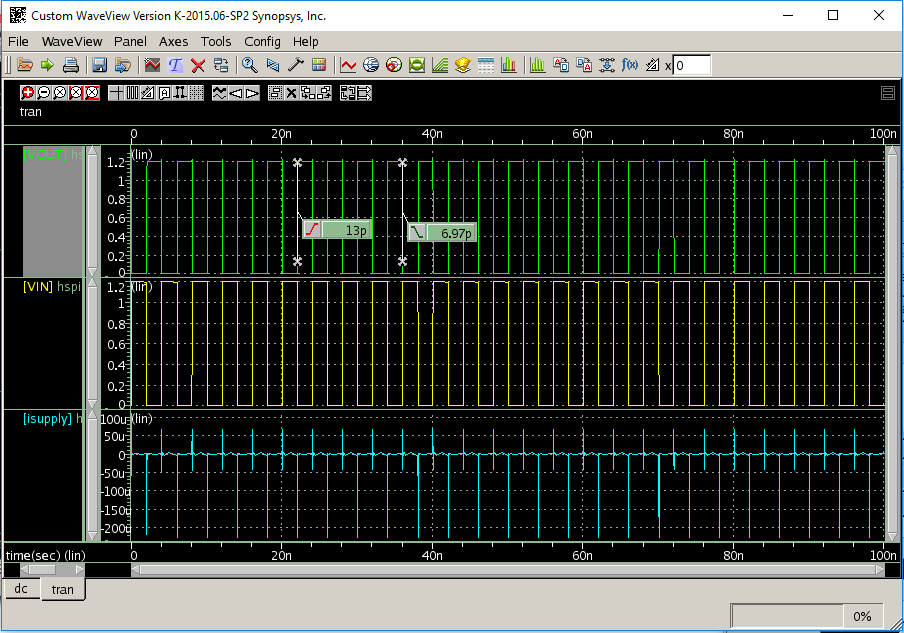 Custom WaveView Version K-2015.06-SP2 Synopsys, Inc.
File WaveView Panel Axes Tools Config Help
f(x) x 0
tran
0 20n 40n 60n 80n 100n
[VOUT] hs
(lin)
1.2
1
0.8
0.6
0.4
0.2
0
13p 6.97p
[VIN] hspi
(lin)
1.2
1
0.8
0.6
0.4
0.2
0
[isupply] h
(lin)
100u
50u
0
-50u
-100u
-150u
-200u
time(sec) (lin) 0 20n 40n 60n 80n 100n
dc tran
0%